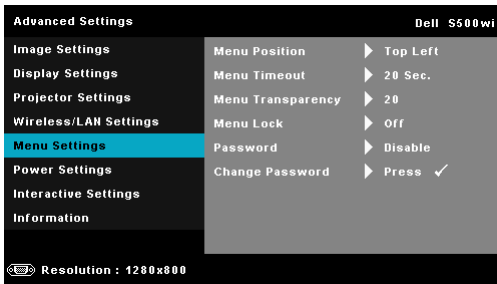 Advanced Settings Dell S500wi
Image Settings Menu Position Top Left
Display Settings Menu Timeout 20 Sec.
Projector Settings Menu Transparency 20
Wireless/LAN Settings Menu Lock Off
Menu Settings Password Disable
Power Settings Change Password Press ✓
Interactive Settings
Information
Resolution : 1280x800